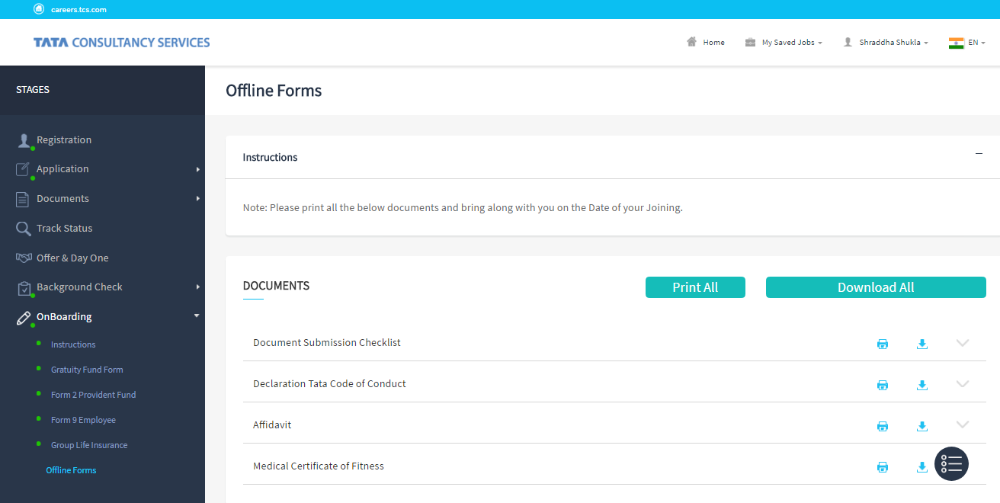 careers.tcs.com
TATA CONSULTANCY SERVICES
Home
My Saved Jobs
Shraddha Shukla
EN
STAGES
Registration
Application
Documents
Track Status
Offer & Day One
Background Check
OnBoarding
Instructions
Gratuity Fund Form
Form 2 Provident Fund
Form 9 Employee
Group Life Insurance
Offline Forms
Offline Forms
Instructions
Note: Please print all the below documents and bring along with you on the Date of your Joining.
DOCUMENTS
Print All
Download All
Document Submission Checklist
Declaration Tata Code of Conduct
Affidavit
Medical Certificate of Fitness